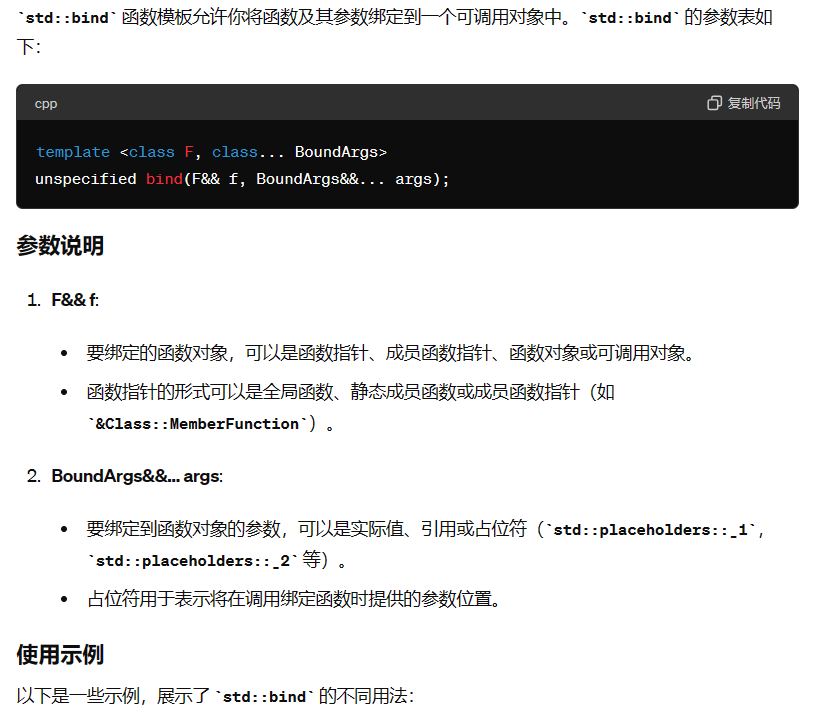 `std::bind` 函数模板允许你将函数及其参数绑定到一个可调用对象中。`std::bind` 的参数表如
下：
cpp
复制代码
template <class F, class... BoundArgs>
unspecified bind(F&& f, BoundArgs&&... args);
参数说明
1. F&& f:
• 要绑定的函数对象，可以是函数指针、成员函数指针、函数对象或可调用对象。
• 函数指针的形式可以是全局函数、静态成员函数或成员函数指针（如
`&Class::MemberFunction`）。
2. BoundArgs&&... args:
• 要绑定到函数对象的参数，可以是实际值、引用或占位符（`std::placeholders::_1`,
`std::placeholders::_2` 等）。
• 占位符用于表示将在调用绑定函数时提供的参数位置。
使用示例
以下是一些示例，展示了 `std::bind` 的不同用法：